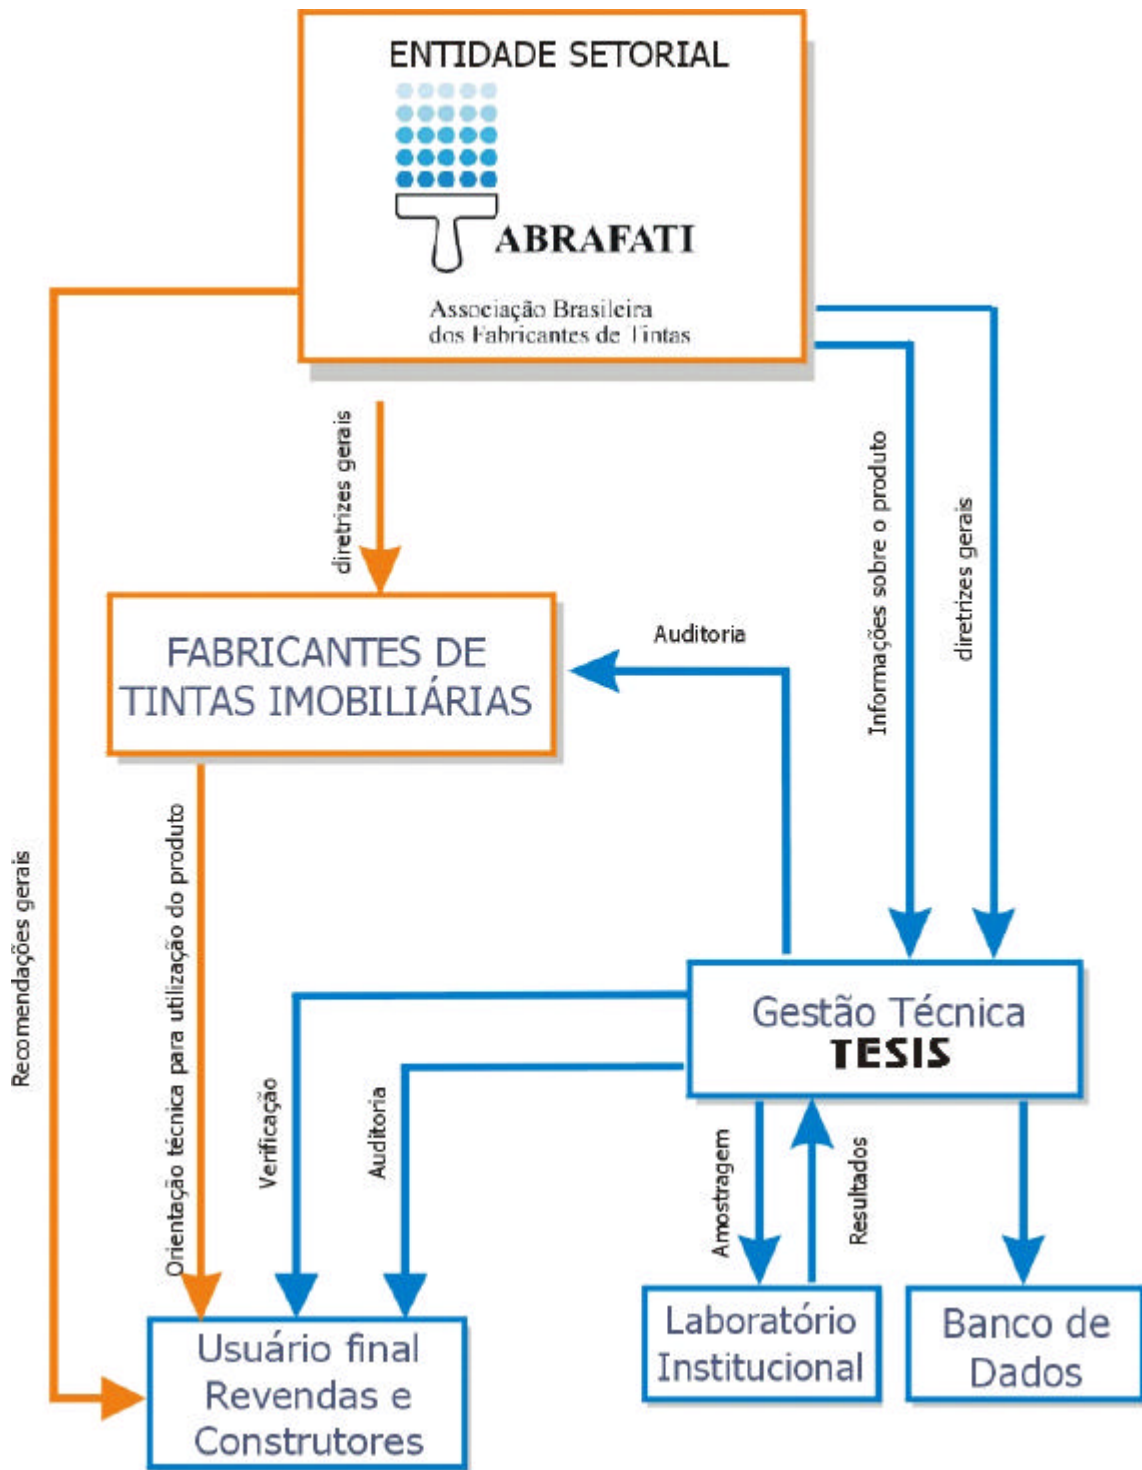 ENTIDADE SETORIAL
ABRAFATI
Associação Brasileira
dos Fabricantes de Tintas
diretrizes gerais
Informações sobre o produto
diretrizes gerais
FABRICANTES DE
TINTAS IMOBILIÁRIAS
Auditoria
Recomendações gerais
Orientação técnica para utilização do produto
Gestão Técnica
TESIS
Verificação
Auditoria
Amostragem
Resultados
Usuário final
Revendas e
Construtores
Laboratório
Institucional
Banco de
Dados